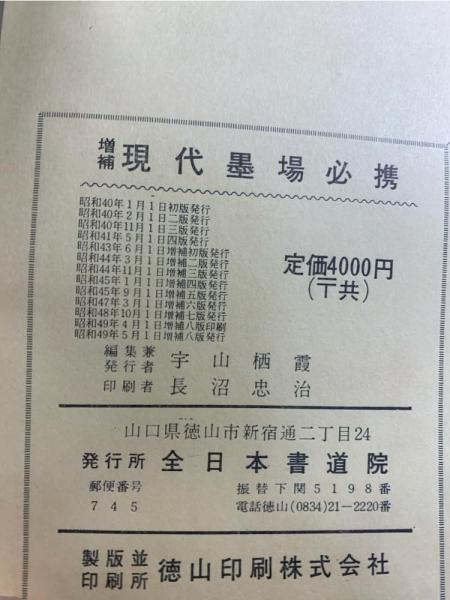 増補 現代墨場必携
昭和40年1月1日初版発行
昭和40年2月1日二版発行
昭和40年11月1日三版発行
昭和41年5月1日四版発行
昭和43年6月1日増補初版発行
昭和44年3月1日増補二版発行
昭和44年11月1日増補三版発行
昭和45年1月1日増補四版発行
昭和45年9月1日増補五版発行
昭和47年3月1日増補六版発行
昭和48年10月1日増補七版発行
昭和49年4月1日増補八版印刷
昭和49年5月1日増補八版発行
定価4000円
(〒共)
編集兼発行者 宇山栖霞
印刷者 長沼忠治
山口県徳山市新宿通二丁目24
発行所 全日本書道院
郵便番号 振替下関5198番
745 電話徳山(0834)21-2220番
製版並印刷所 徳山印刷株式会社